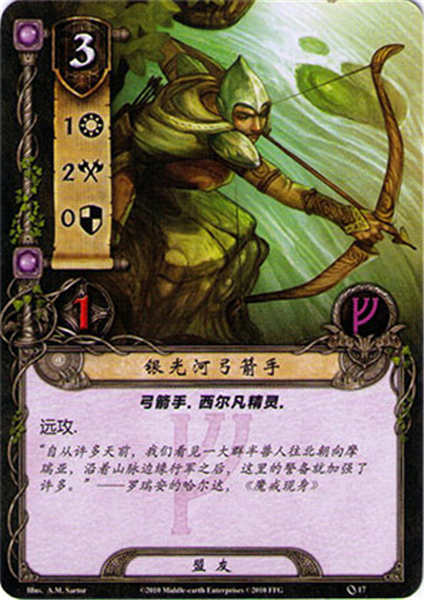 3
1
2
0
1
银光河弓箭手
弓箭手. 西尔凡精灵.
远攻.
“自从许多天前，我们看见一大群半兽人往北朝向摩
瑞亚，沿着山脉边缘行军之后，这里的警备就加强了
许多。”——罗瑞安的哈尔达，《魔戒现身》
盟友
Illus. A.M. Sartor
©2010 Middle-earth Enterprises ©2010 FFG
17